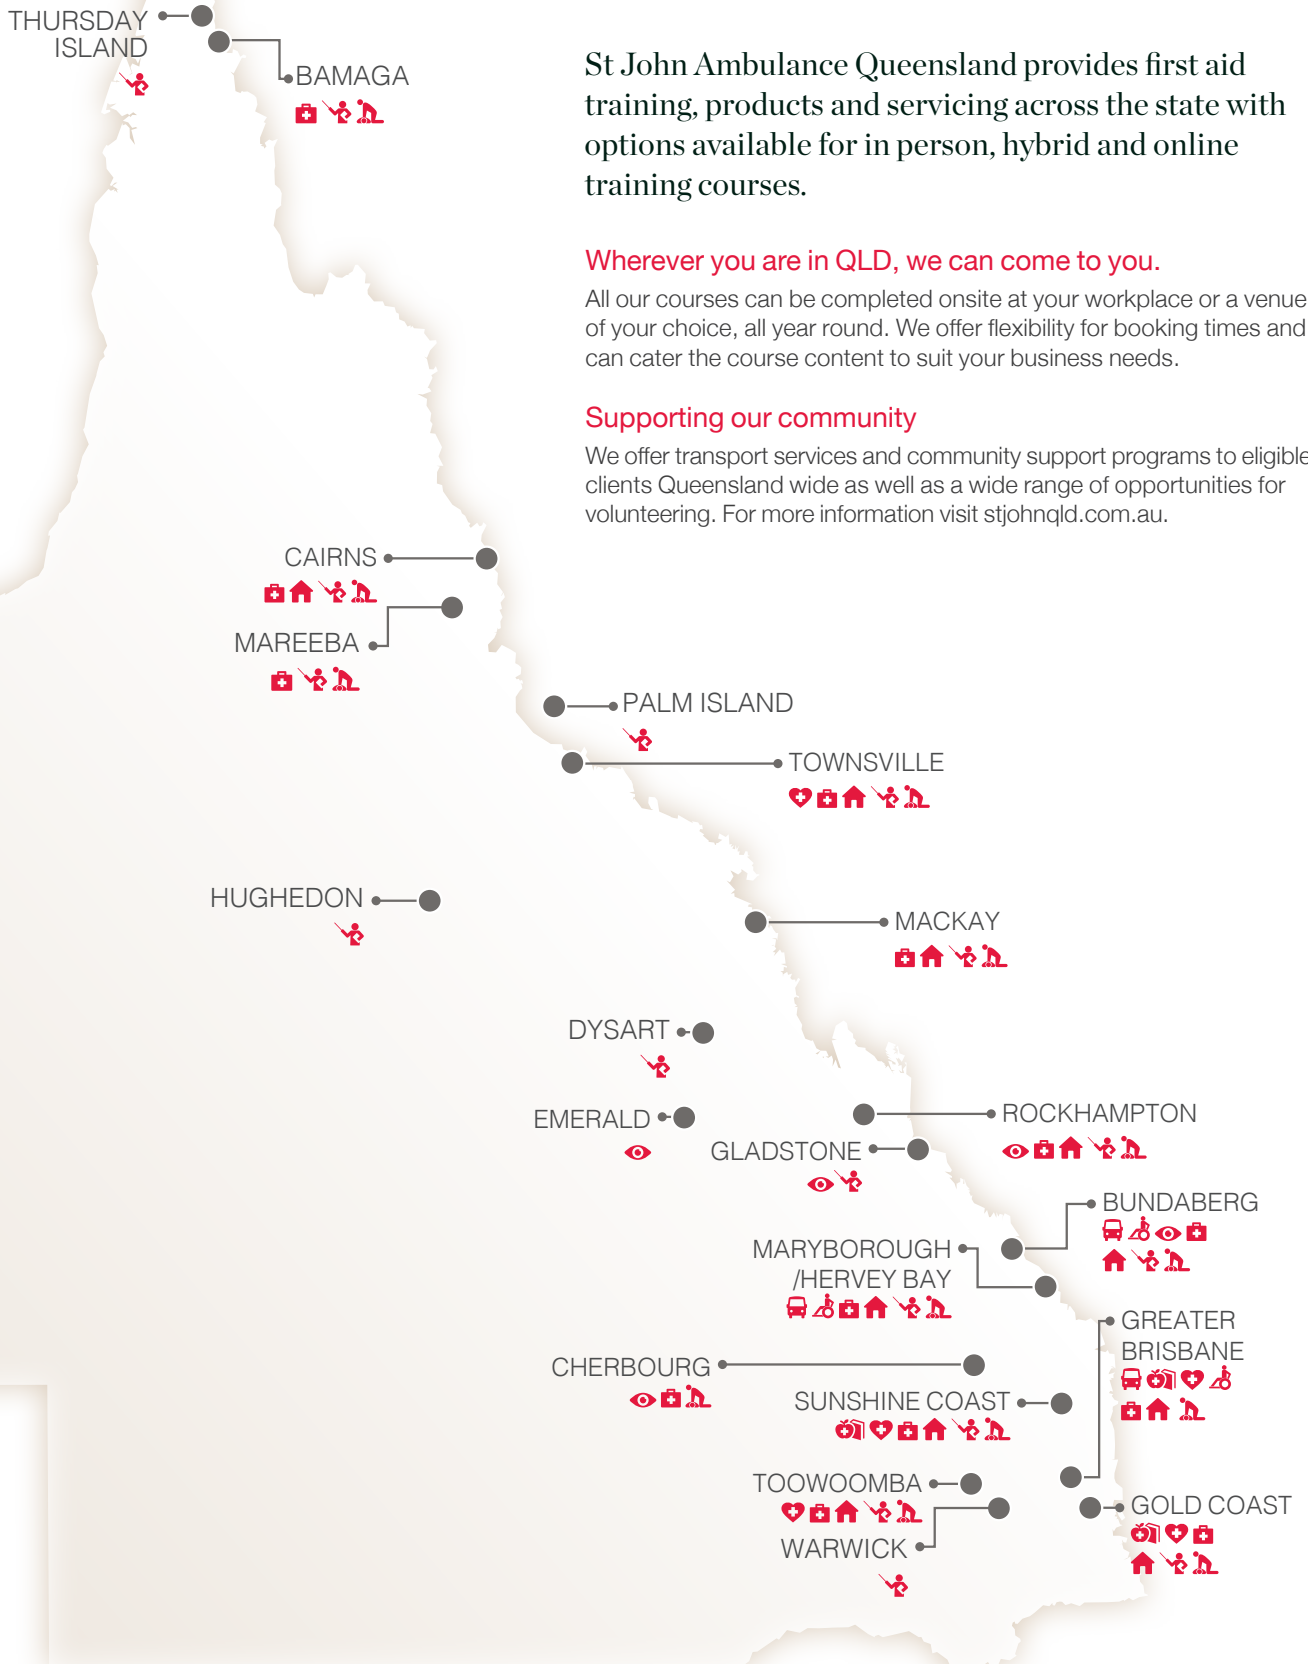 THURSDAY
ISLAND
BAMAGA
St John Ambulance Queensland provides first aid
training, products and servicing across the state with
options available for in person, hybrid and online
training courses.
Wherever you are in QLD, we can come to you.
All our courses can be completed onsite at your workplace or a venue
of your choice, all year round. We offer flexibility for booking times and
can cater the course content to suit your business needs.
Supporting our community
We offer transport services and community support programs to eligible
clients Queensland wide as well as a wide range of opportunities for
volunteering. For more information visit stjohnqld.com.au.
CAIRNS
MAREEBA
PALM ISLAND
TOWNSVILLE
HUGHEDON
MACKAY
DYSART
EMERALD
ROCKHAMPTON
GLADSTONE
BUNDABERG
MARYBOROUGH
/HERVEY BAY
GREATER
BRISBANE
CHERBOURG
SUNSHINE COAST
TOOWOOMBA
GOLD COAST
WARWICK